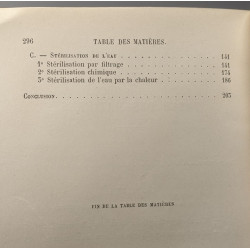 296 TABLE DES MATIÈRES.
C. — Stérilisation de l'eau 141
1° Stérilisation par filtrage 141
2° Stérilisation chimique 174
3° Stérilisation de l'eau par la chaleur 186
Conclusion 205
FIN DE LA TABLE DES MATIÈRES